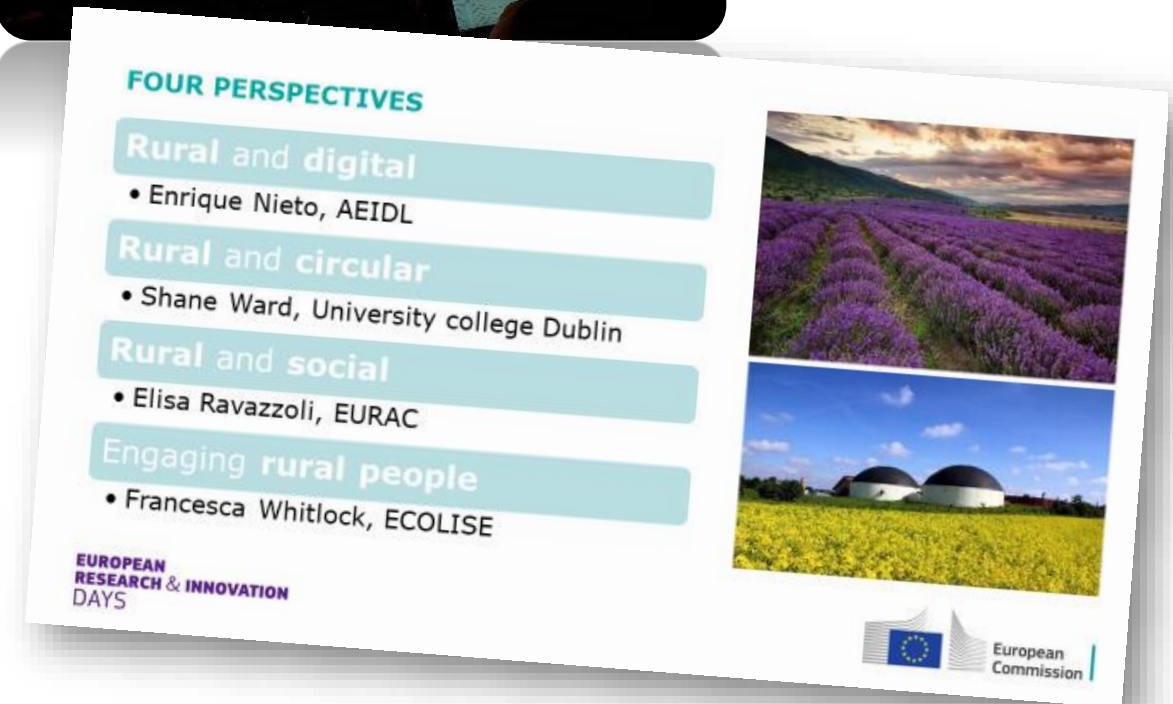 FOUR PERSPECTIVES
Rural and digital
• Enrique Nieto, AEIDL
Rural and circular
• Shane Ward, University college Dublin
Rural and social
• Elisa Ravazzoli, EURAC
Engaging rural people
• Francesca Whitlock, ECOLISE
EUROPEAN
RESEARCH & INNOVATION
DAYS
European
Commission